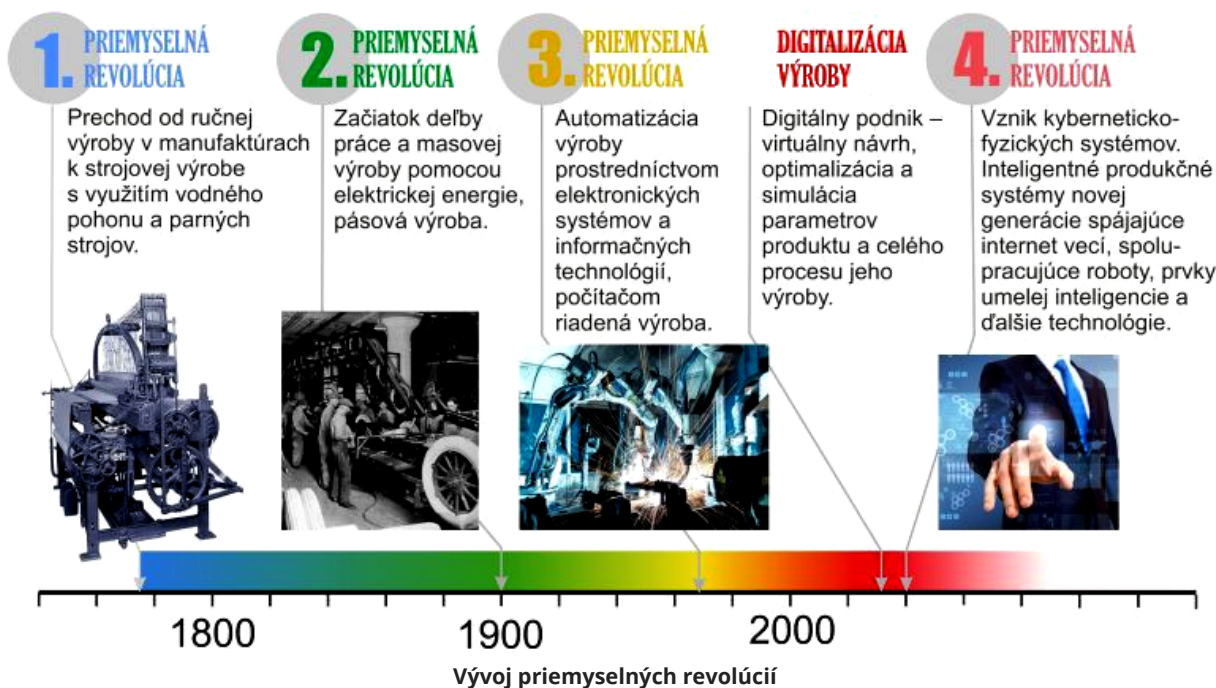 1. PRIEMYSELNÁ
REVOLÚCIA
Prechod od ručnej
výroby v manufaktúrach
k strojovej výrobe
s využitím vodného
pohonu a parných
strojov.
2. PRIEMYSELNÁ
REVOLÚCIA
Začiatok deľby
práce a masovej
výroby pomocou
elektrickej energie,
pásová výroba.
3. PRIEMYSELNÁ
REVOLÚCIA
Automatizácia
výroby
prostredníctvom
elektronických
systémov a
informačných
technológií,
počítačom
riadená výroba.
DIGITALIZÁCIA
VÝROBY
Digitálny podnik –
virtuálny návrh,
optimalizácia a
simulácia
parametrov
produktu a celého
procesu jeho
výroby.
4. PRIEMYSELNÁ
REVOLÚCIA
Vznik kyberneticko-
fyzických systémov.
Inteligentné produkčné
systémy novej
generácie spájajúce
internet vecí, spolu-
pracujúce roboty, prvky
umelej inteligencie a
ďalšie technológie.
1800
1900
2000
Vývoj priemyselných revolúcií